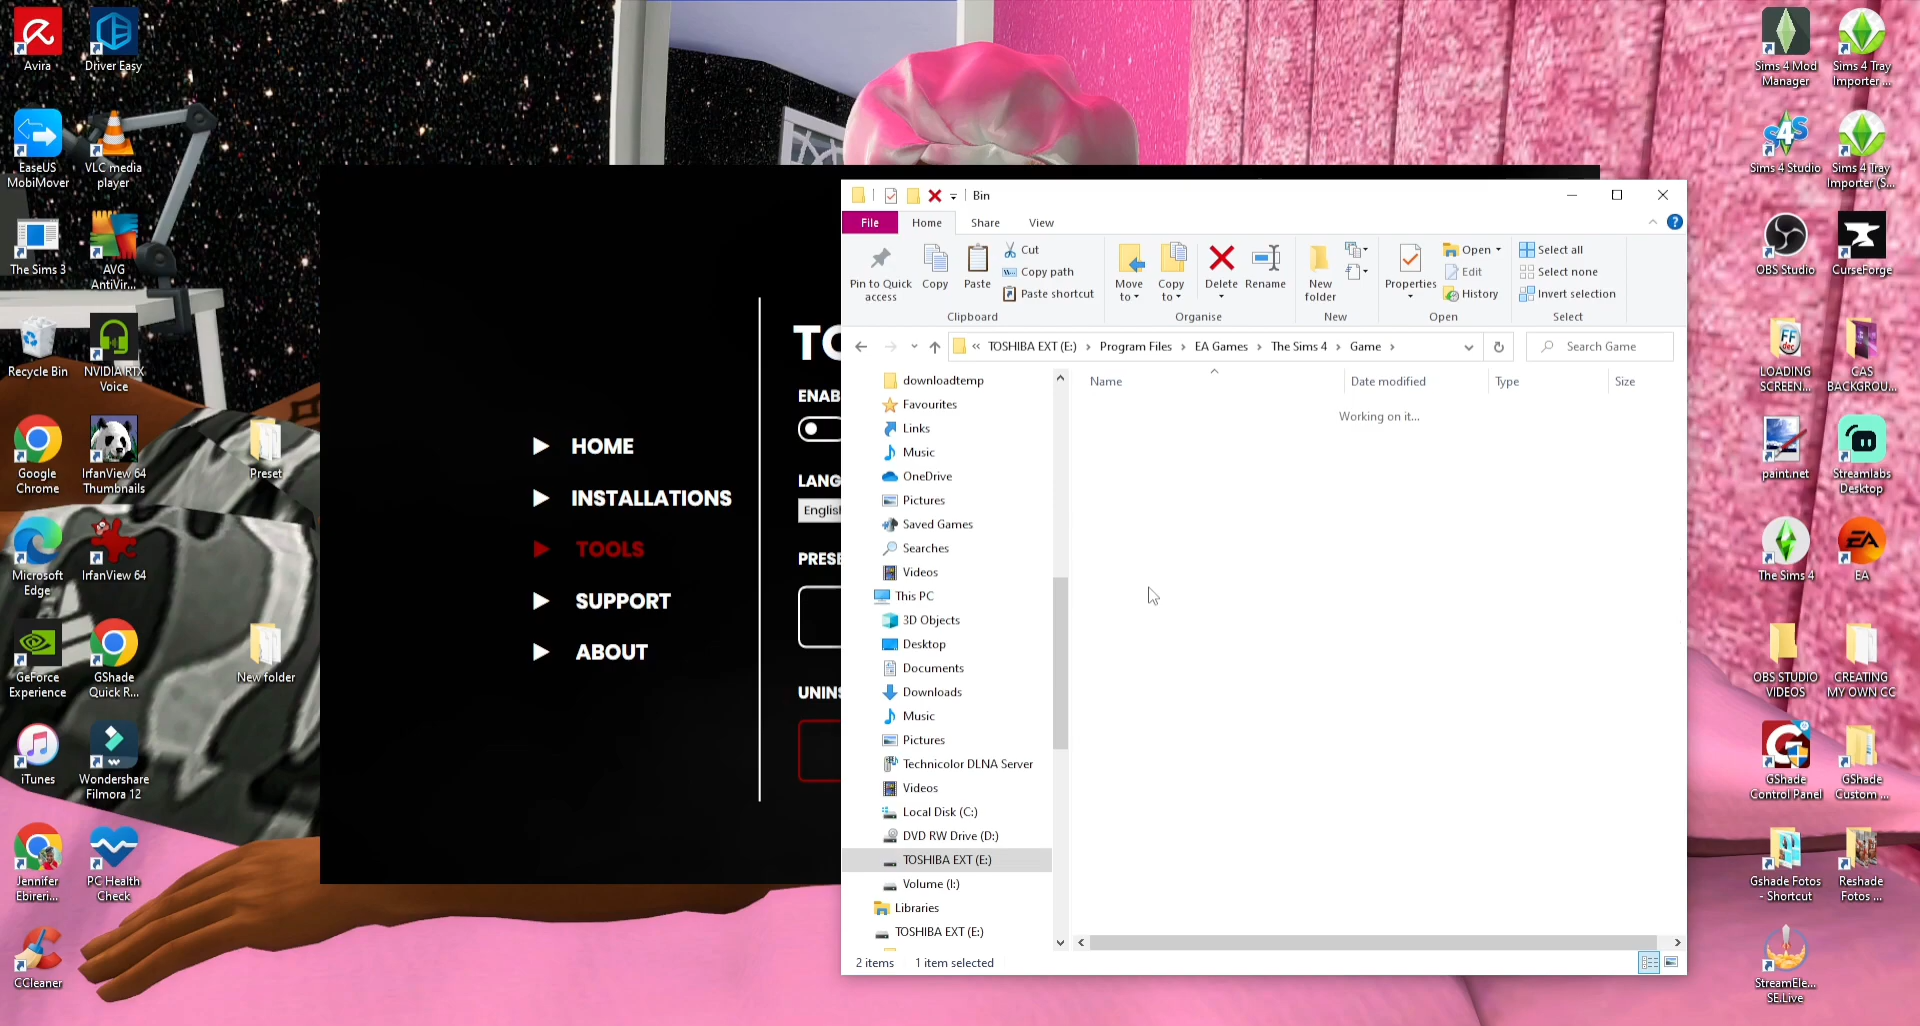 Avira
Driver Easy
EaseUS
MobiMover
VLC media
player
The Sims 3
AVG
AntiVir...
Recycle Bin
NVIDIA RTX
Voice
Google
Chrome
IrfanView 64
Thumbnails
Preset
Microsoft
Edge
IrfanView 64
GeForce
Experience
GShade
Quick R...
New folder
iTunes
Wondershare
Filmora 12
Jennifer
Ebireri...
PC Health
Check
CCleaner
HOME
INSTALLATIONS
TOOLS
SUPPORT
ABOUT
TO
ENAB
LANG
English
PRESE
UNINS
Bin
File
Home
Share
View
Pin to Quick
access
Copy
Paste
Cut
Copy path
Paste shortcut
Clipboard
Move
to
Copy
to
Delete
Rename
Organise
New
folder
New
Properties
Open
Edit
History
Open
Select all
Select none
Invert selection
Select
« TOSHIBA EXT (E:) › Program Files › EA Games › The Sims 4 › Game ›
Search Game
Name
Date modified
Type
Size
Working on it...
downloadtemp
Favourites
Links
Music
OneDrive
Pictures
Saved Games
Searches
Videos
This PC
3D Objects
Desktop
Documents
Downloads
Music
Pictures
Technicolor DLNA Server
Videos
Local Disk (C:)
DVD RW Drive (D:)
TOSHIBA EXT (E:)
Volume (I:)
Libraries
TOSHIBA EXT (E:)
2 items
1 item selected
Sims 4 Mod
Manager
Sims 4 Tray
Importer ...
S4S
Sims 4 Studio
Sims 4 Tray
Importer (S...
OBS Studio
CurseForge
FF
dec
LOADING
SCREEN...
CAS
BACKGROU...
paint.net
Streamlabs
Desktop
The Sims 4
EA
EA
OBS STUDIO
VIDEOS
CREATING
MY OWN CC
GShade
Control Panel
GShade
Custom ...
Gshade Fotos
- Shortcut
Reshade
Fotos ...
StreamEle...
SE.Live